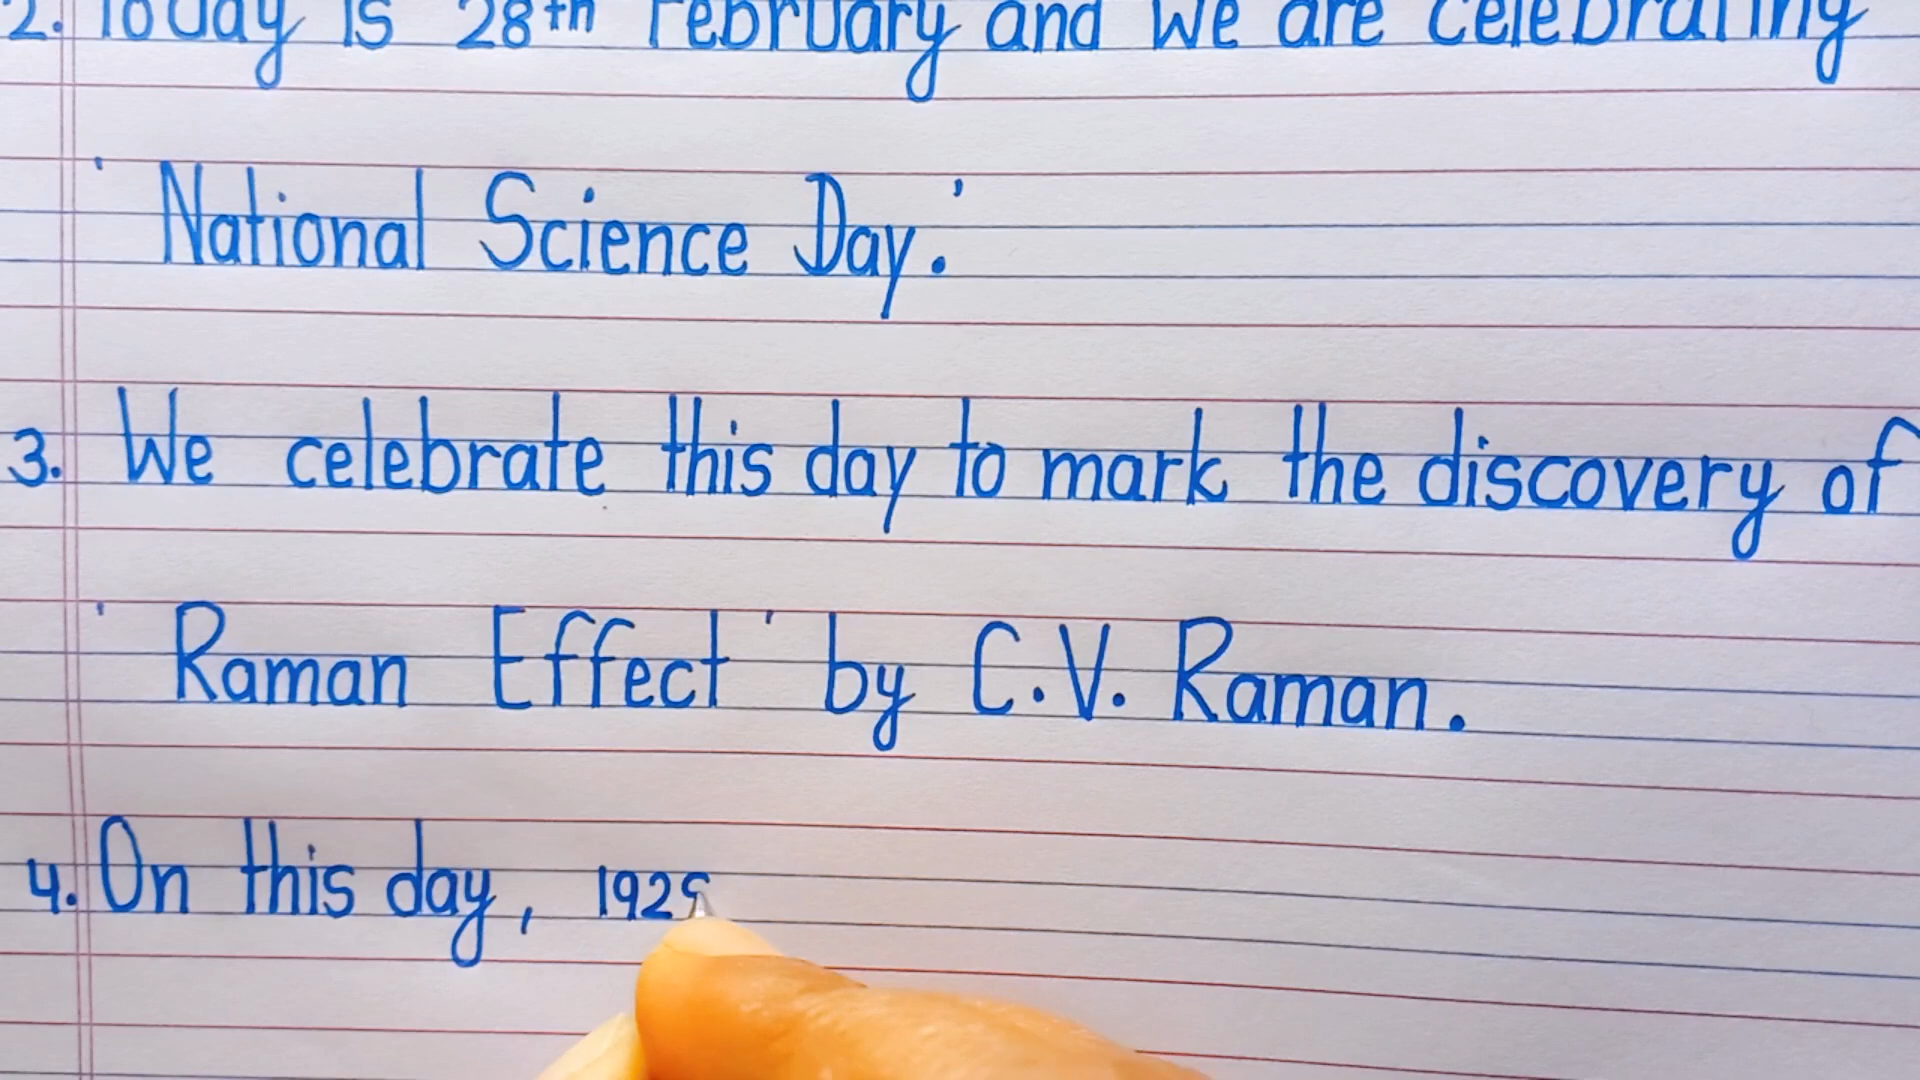 2. Today is 28th February and we are celebrating
'National Science Day.'
3. We celebrate this day to mark the discovery of
'Raman Effect' by C.V. Raman.
4. On this day,